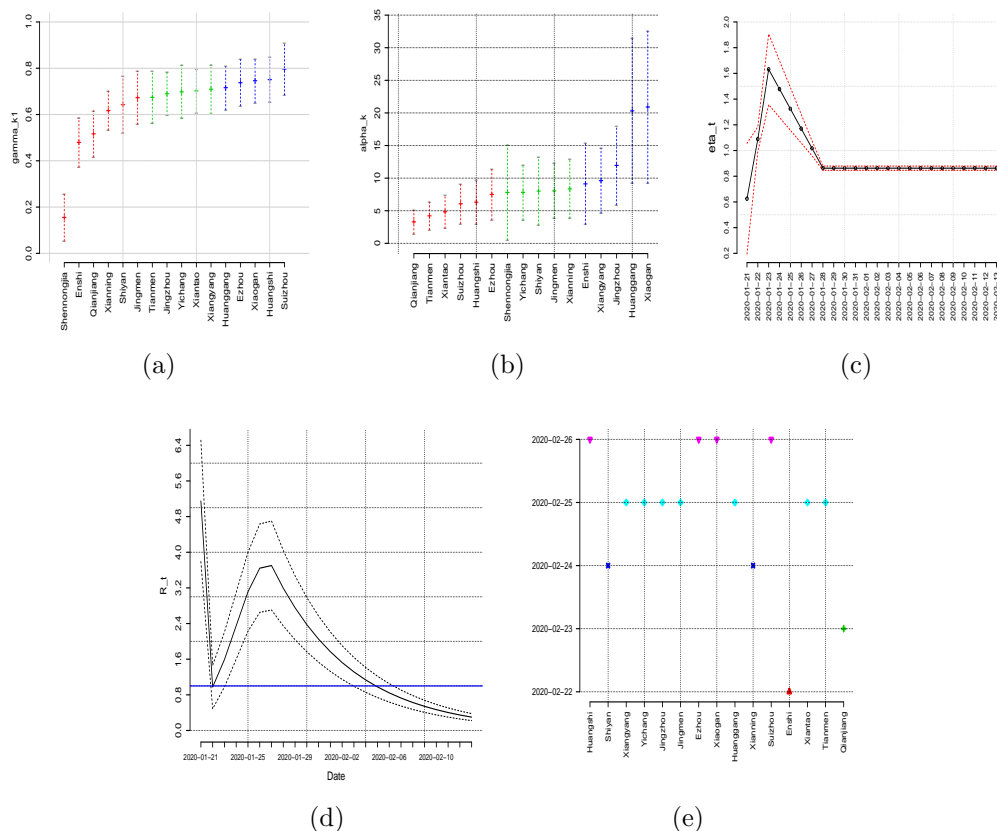 gamma_k1
1.0
0.8
0.6
0.4
0.2
0.0
Shennongjia
Enshi
Qianjiang
Xianning
Shiyan
Jingmen
Tianmen
Jingzhou
Yichang
Xiantao
Xiangyang
Huanggang
Ezhou
Xiaogan
Huangshi
Suizhou
(a)
alpha_k
35
30
25
20
15
10
5
0
Qianjiang
Tianmen
Xiantao
Suizhou
Huangshi
Ezhou
Shennongjia
Yichang
Shiyan
Jingmen
Xianning
Enshi
Xiangyang
Jingzhou
Huanggang
Xiaogan
(b)
eta_t
2.0
1.8
1.6
1.4
1.2
1.0
0.8
0.6
0.4
0.2
2020−01−21
2020−01−22
2020−01−23
2020−01−24
2020−01−25
2020−01−26
2020−01−27
2020−01−28
2020−01−29
2020−01−30
2020−01−31
2020−02−01
2020−02−02
2020−02−03
2020−02−04
2020−02−05
2020−02−06
2020−02−07
2020−02−08
2020−02−09
2020−02−10
2020−02−11
2020−02−12
2020−02−13
(c)
R_t
6.4
5.6
4.8
4.0
3.2
2.4
1.6
0.8
0.0
2020−01−21
2020−01−25
2020−01−29
2020−02−02
2020−02−06
2020−02−10
Date
(d)
2020−02−26
2020−02−25
2020−02−24
2020−02−23
2020−02−22
Huangshi
Shiyan
Xiangyang
Yichang
Jingzhou
Jingmen
Ezhou
Xiaogan
Huanggang
Xianning
Suizhou
Enshi
Xiantao
Tianmen
Qianjiang
(e)